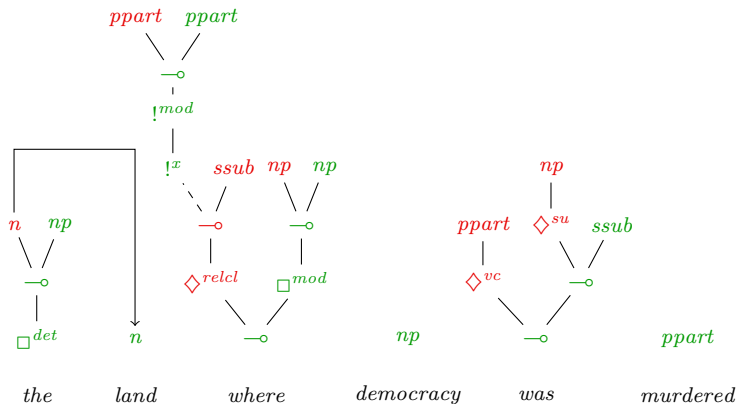 ppart ppart
⊸
!mod
!x ssub np np np
n np ⊸ ⊸ ppart ◇su ssub
⊸ ◇relcl □mod ◇vc ⊸
□det n ⊸ np ⊸ ppart
the land where democracy was murdered